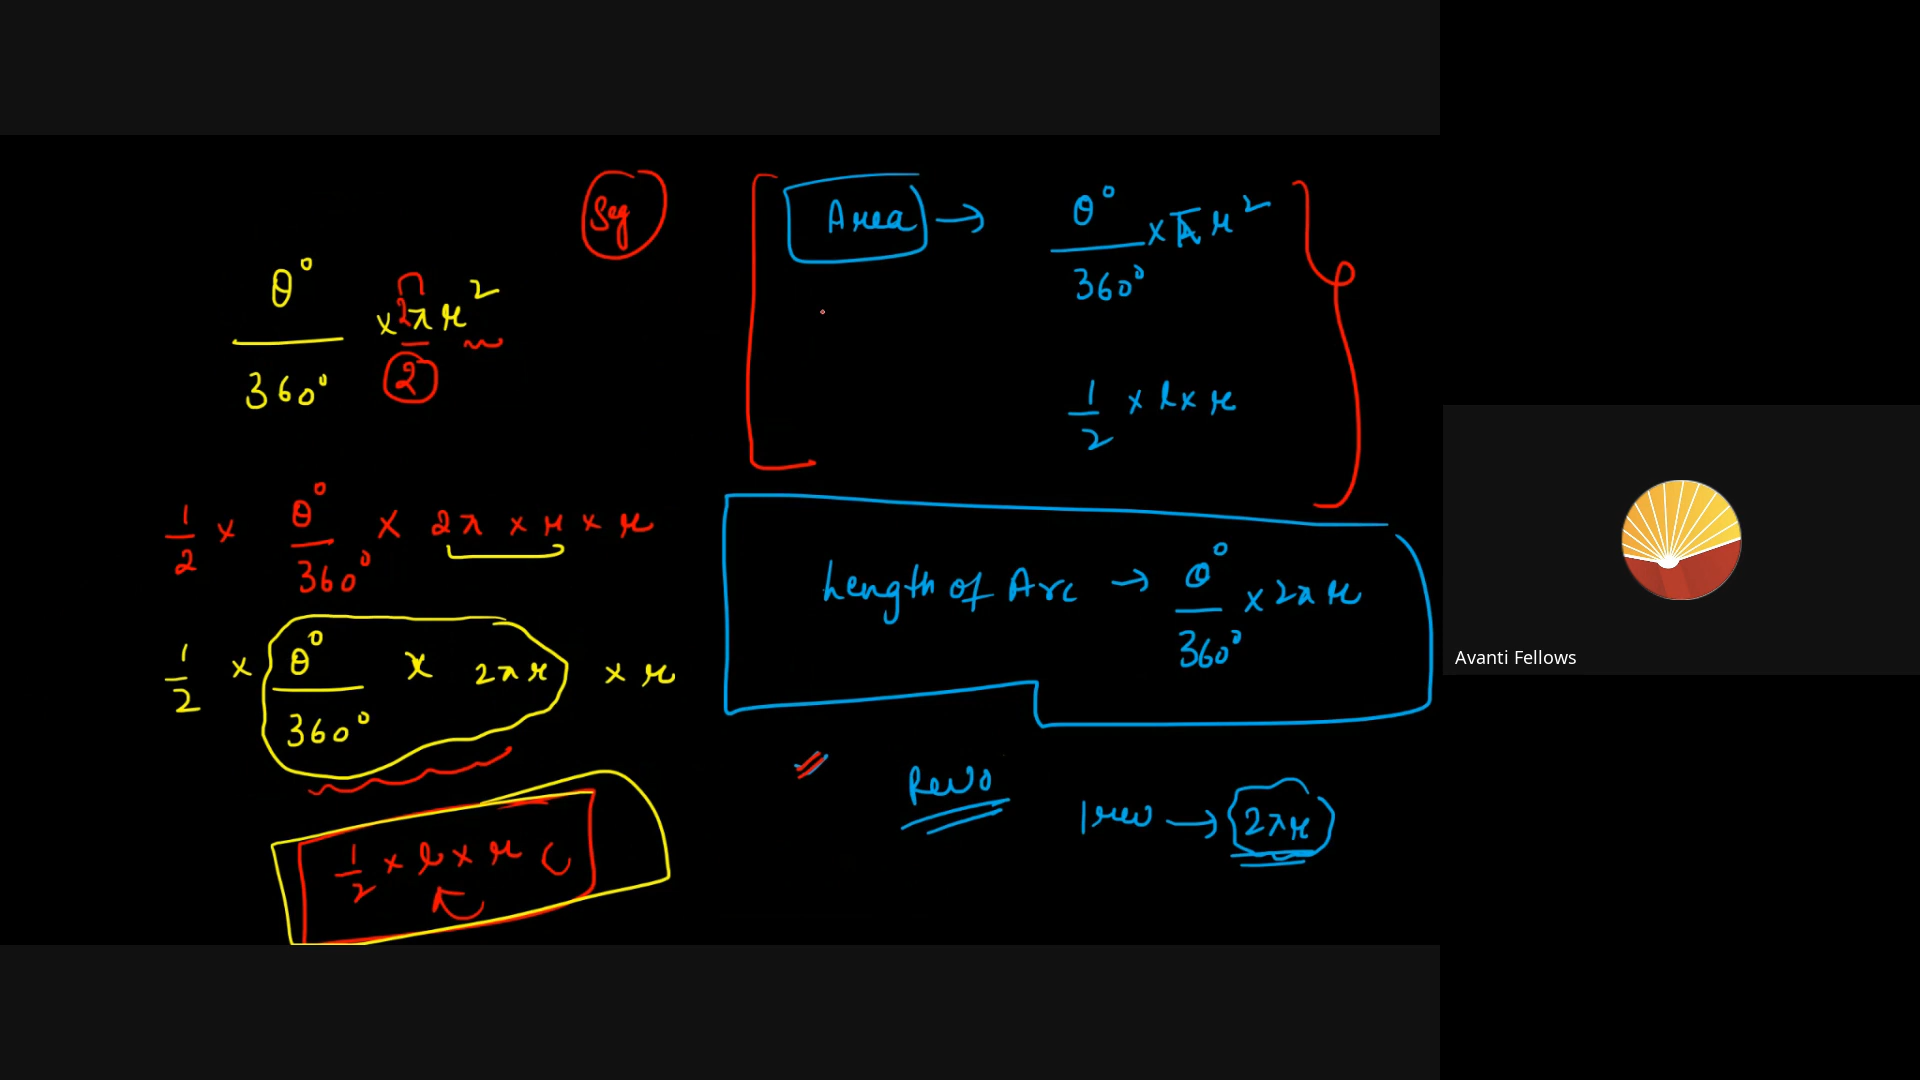 Seg
θ° / 360° × 2πr² / 2
1/2 × θ° / 360° × 2π × r × r
1/2 × θ° / 360° × 2πr × r
1/2 × l × r
Area → θ° / 360° × πr²
1/2 × l × r
Length of Arc → θ° / 360° × 2πr
Revo
1 rev → 2πr
Avanti Fellows